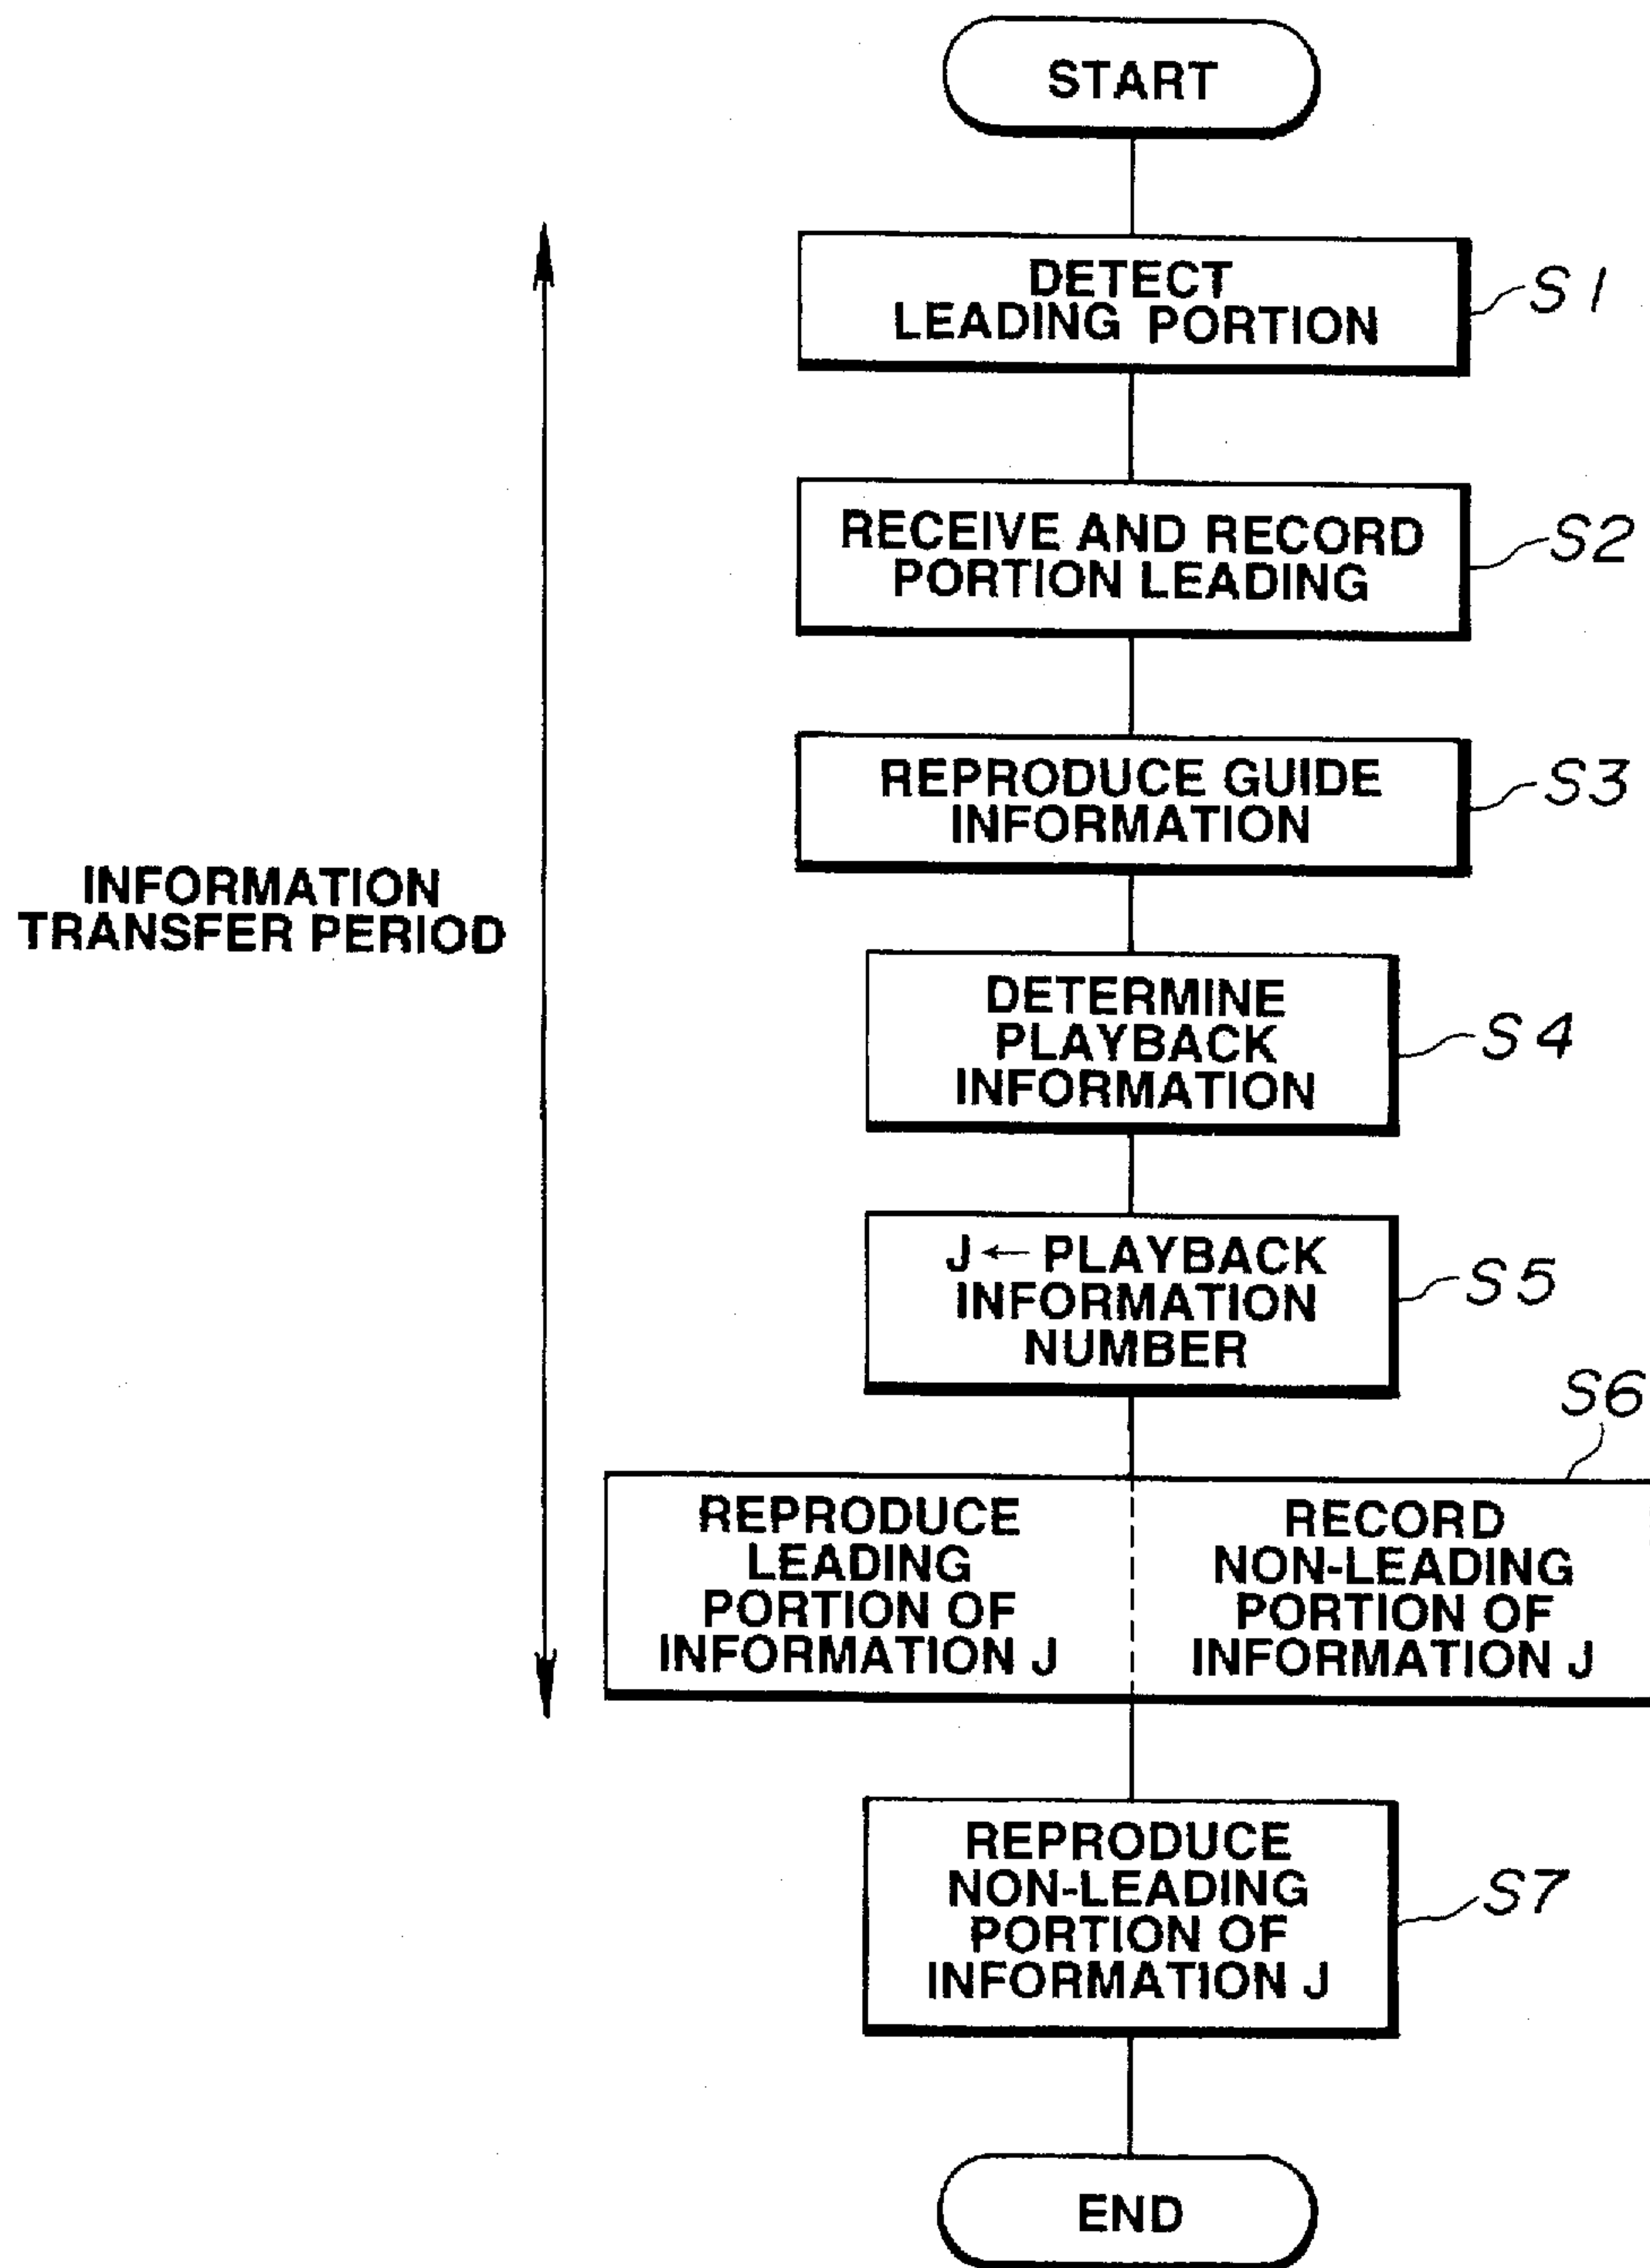 START
DETECT
LEADING PORTION
S1
RECEIVE AND RECORD
PORTION LEADING
S2
REPRODUCE GUIDE
INFORMATION
S3
INFORMATION
TRANSFER PERIOD
DETERMINE
PLAYBACK
INFORMATION
S4
J ← PLAYBACK
INFORMATION
NUMBER
S5
S6
REPRODUCE
LEADING
PORTION OF
INFORMATION J
RECORD
NON-LEADING
PORTION OF
INFORMATION J
REPRODUCE
NON-LEADING
PORTION OF
INFORMATION J
S7
END